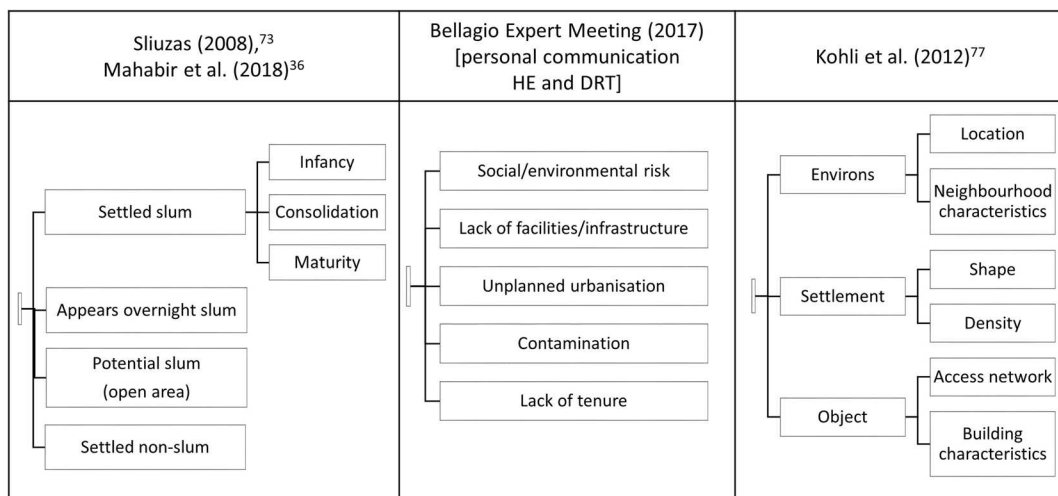 Sliuzas (2008),73
Mahabir et al. (2018)36
Bellagio Expert Meeting (2017)
[personal communication
HE and DRT]
Kohli et al. (2012)77
Settled slum
Infancy
Consolidation
Maturity
Appears overnight slum
Potential slum
(open area)
Settled non-slum
Social/environmental risk
Lack of facilities/infrastructure
Unplanned urbanisation
Contamination
Lack of tenure
Environs
Location
Neighbourhood
characteristics
Settlement
Shape
Density
Object
Access network
Building
characteristics